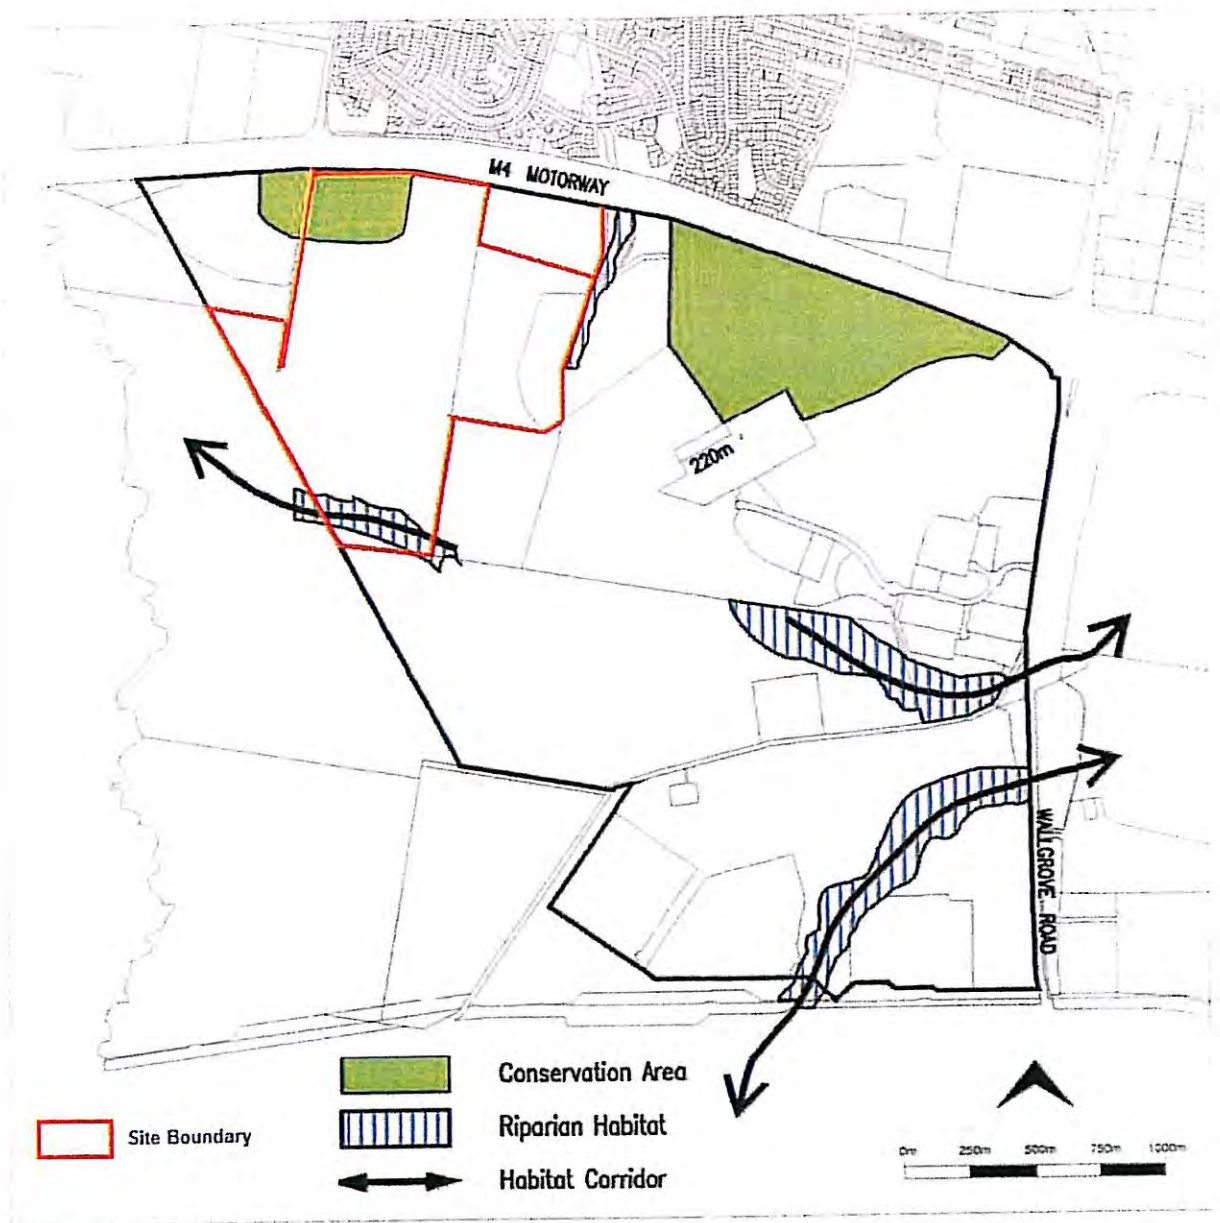 M4 MOTORWAY
220m
WALLGROVE ROAD
Conservation Area
Riparian Habitat
Site Boundary
Habitat Corridor
0m 250m 500m 750m 1000m